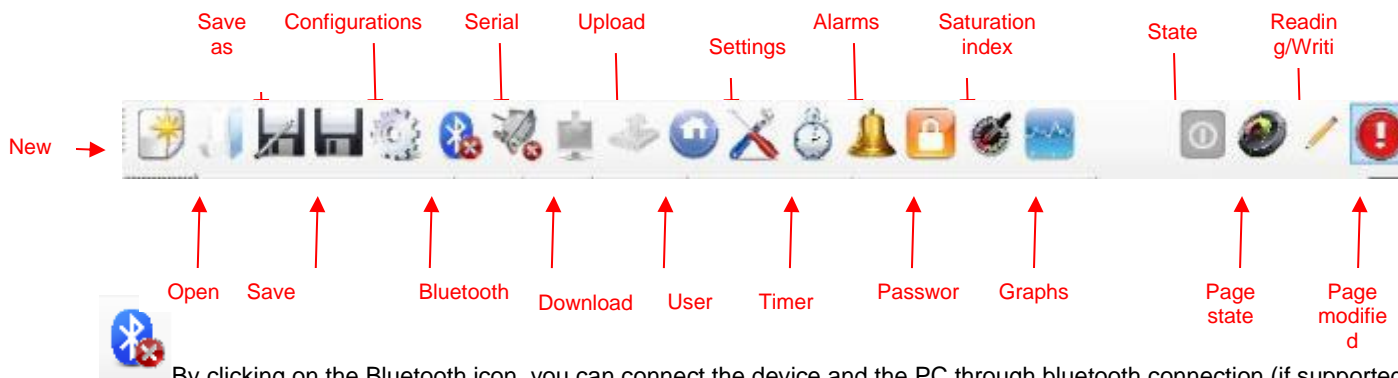 Save
as
Configurations
Serial
Upload
Settings
Alarms
Saturation
index
State
Readin
g/Writi
New
Open
Save
Bluetooth
Download
User
Timer
Passwor
Graphs
Page
state
Page
modifie
d
By clicking on the Bluetooth icon, you can connect the device and the PC through bluetooth connection (if supported